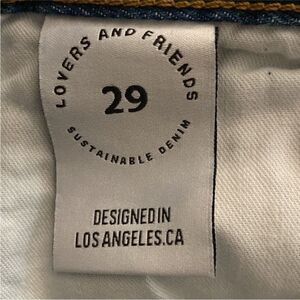 LOVERS AND FRIENDS
29
SUSTAINABLE DENIM
DESIGNED IN
LOS ANGELES.CA